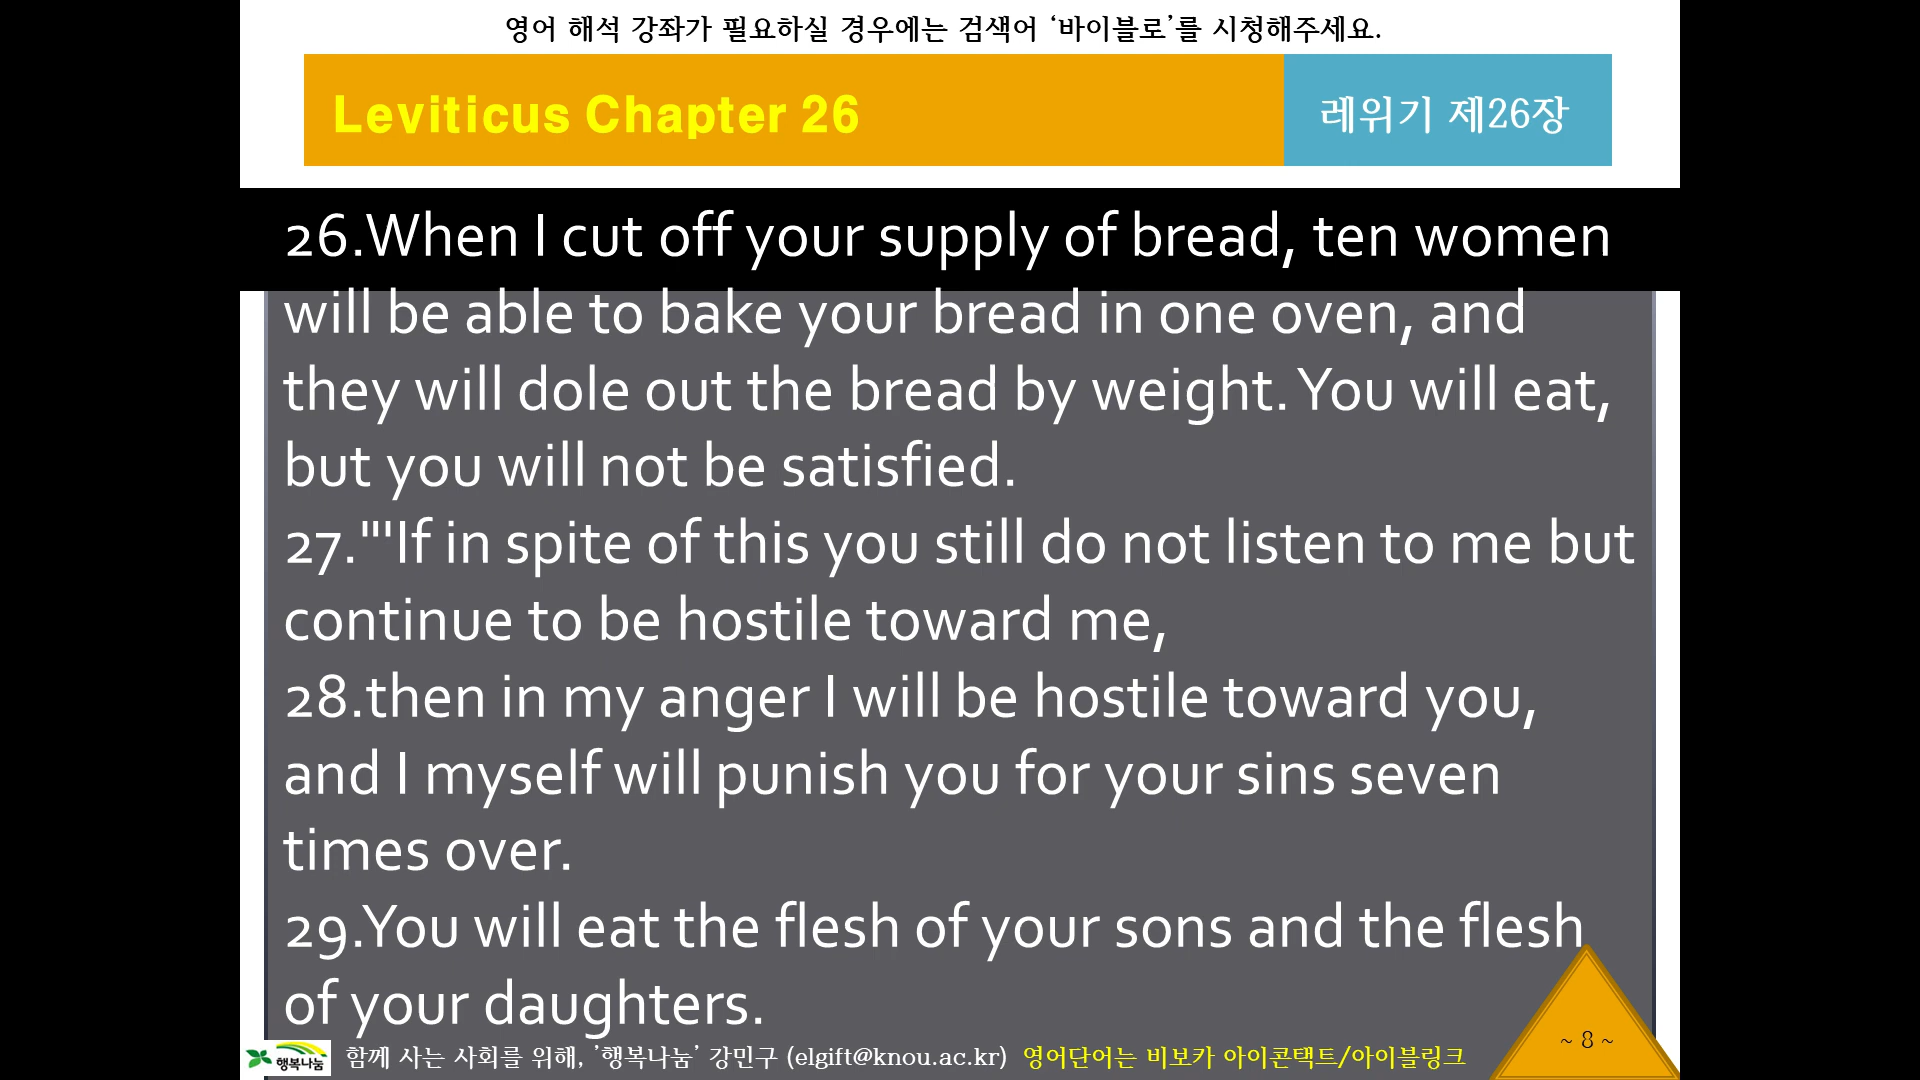 영어 해석 강좌가 필요하실 경우에는 검색어 ‘바이블로’를 시청해주세요.
Leviticus Chapter 26
레위기 제26장
26.When I cut off your supply of bread, ten women
will be able to bake your bread in one oven, and
they will dole out the bread by weight. You will eat,
but you will not be satisfied.
27."'If in spite of this you still do not listen to me but
continue to be hostile toward me,
28.then in my anger I will be hostile toward you,
and I myself will punish you for your sins seven
times over.
29.You will eat the flesh of your sons and the flesh
of your daughters.
~ 8 ~
행복나눔
함께 사는 사회를 위해, ’행복나눔’ 강민구 (elgift@knou.ac.kr) 영어단어는 비보카 아이콘택트/아이블링크